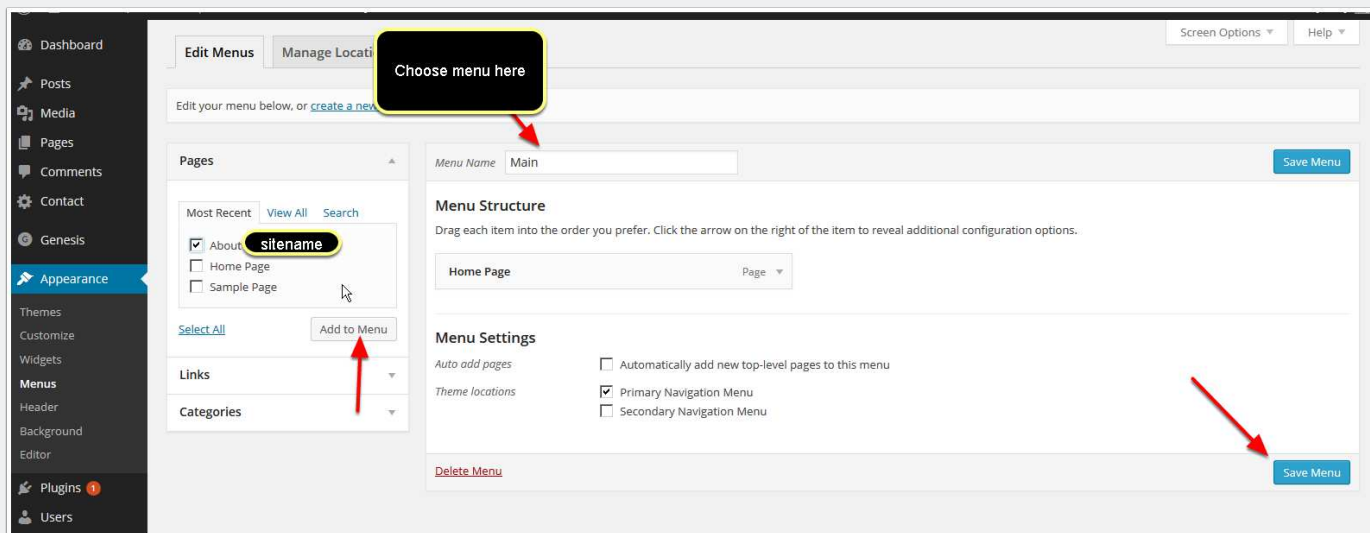 Dashboard
Posts
Media
Pages
Comments
Contact
Genesis
Appearance
Themes
Customize
Widgets
Menus
Header
Background
Editor
Plugins 1
Users
Screen Options
Help
Edit Menus
Manage Locati
Choose menu here
Edit your menu below, or create a new
Pages
Most Recent View All Search
About
sitename
Home Page
Sample Page
Select All
Add to Menu
Links
Categories
Menu Name Main
Save Menu
Menu Structure
Drag each item into the order you prefer. Click the arrow on the right of the item to reveal additional configuration options.
Home Page Page
Menu Settings
Auto add pages Automatically add new top-level pages to this menu
Theme locations Primary Navigation Menu
Secondary Navigation Menu
Delete Menu
Save Menu